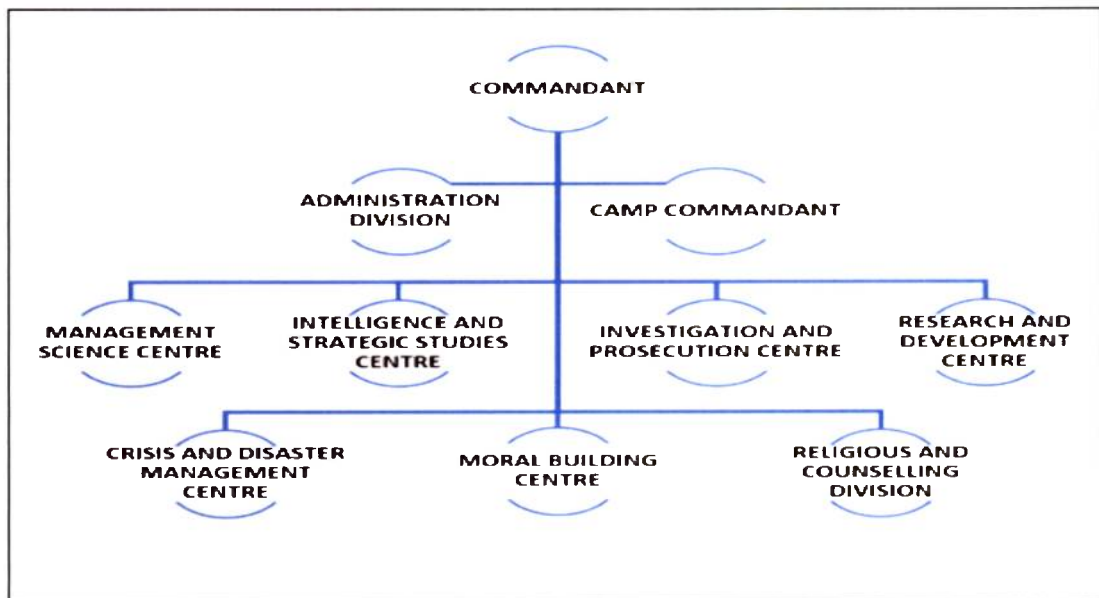 COMMANDANT
ADMINISTRATION
DIVISION
CAMP COMMANDANT
MANAGEMENT
SCIENCE CENTRE
INTELLIGENCE AND
STRATEGIC STUDIES
CENTRE
INVESTIGATION AND
PROSECUTION CENTRE
RESEARCH AND
DEVELOPMENT
CENTRE
CRISIS AND DISASTER
MANAGEMENT
CENTRE
MORAL BUILDING
CENTRE
RELIGIOUS AND
COUNSELLING
DIVISION